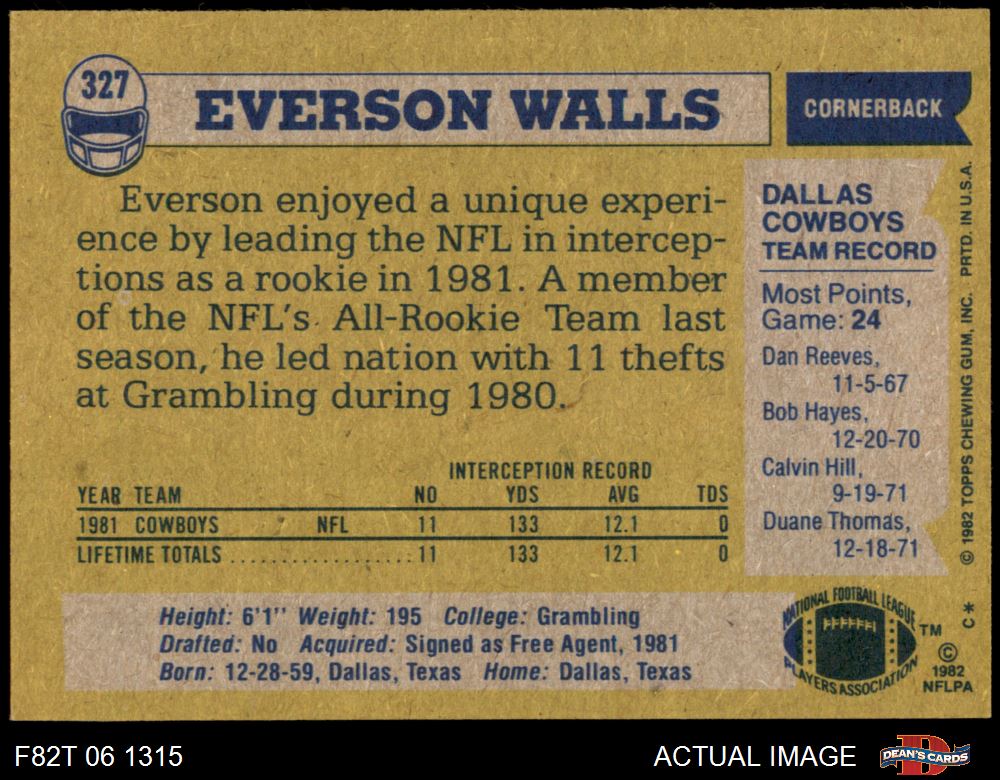 327
EVERSON WALLS
CORNERBACK
Everson enjoyed a unique experi-
ence by leading the NFL in intercep-
tions as a rookie in 1981. A member
of the NFL's All-Rookie Team last
season, he led nation with 11 thefts
at Grambling during 1980.
INTERCEPTION RECORD
YEAR TEAM NO YDS AVG TDS
1981 COWBOYS NFL 11 133 12.1 0
LIFETIME TOTALS .................. 11 133 12.1 0
Height: 6'1" Weight: 195 College: Grambling
Drafted: No Acquired: Signed as Free Agent, 1981
Born: 12-28-59, Dallas, Texas Home: Dallas, Texas
DALLAS
COWBOYS
TEAM RECORD
Most Points,
Game: 24
Dan Reeves,
11-5-67
Bob Hayes,
12-20-70
Calvin Hill,
9-19-71
Duane Thomas,
12-18-71
© 1982 TOPPS CHEWING GUM, INC. PRTD. IN U.S.A.
C*
NATIONAL FOOTBALL LEAGUE
PLAYERS ASSOCIATION
TM
©
1982
NFLPA
F82T 06 1315
ACTUAL IMAGE
D
DEAN'S CARDS